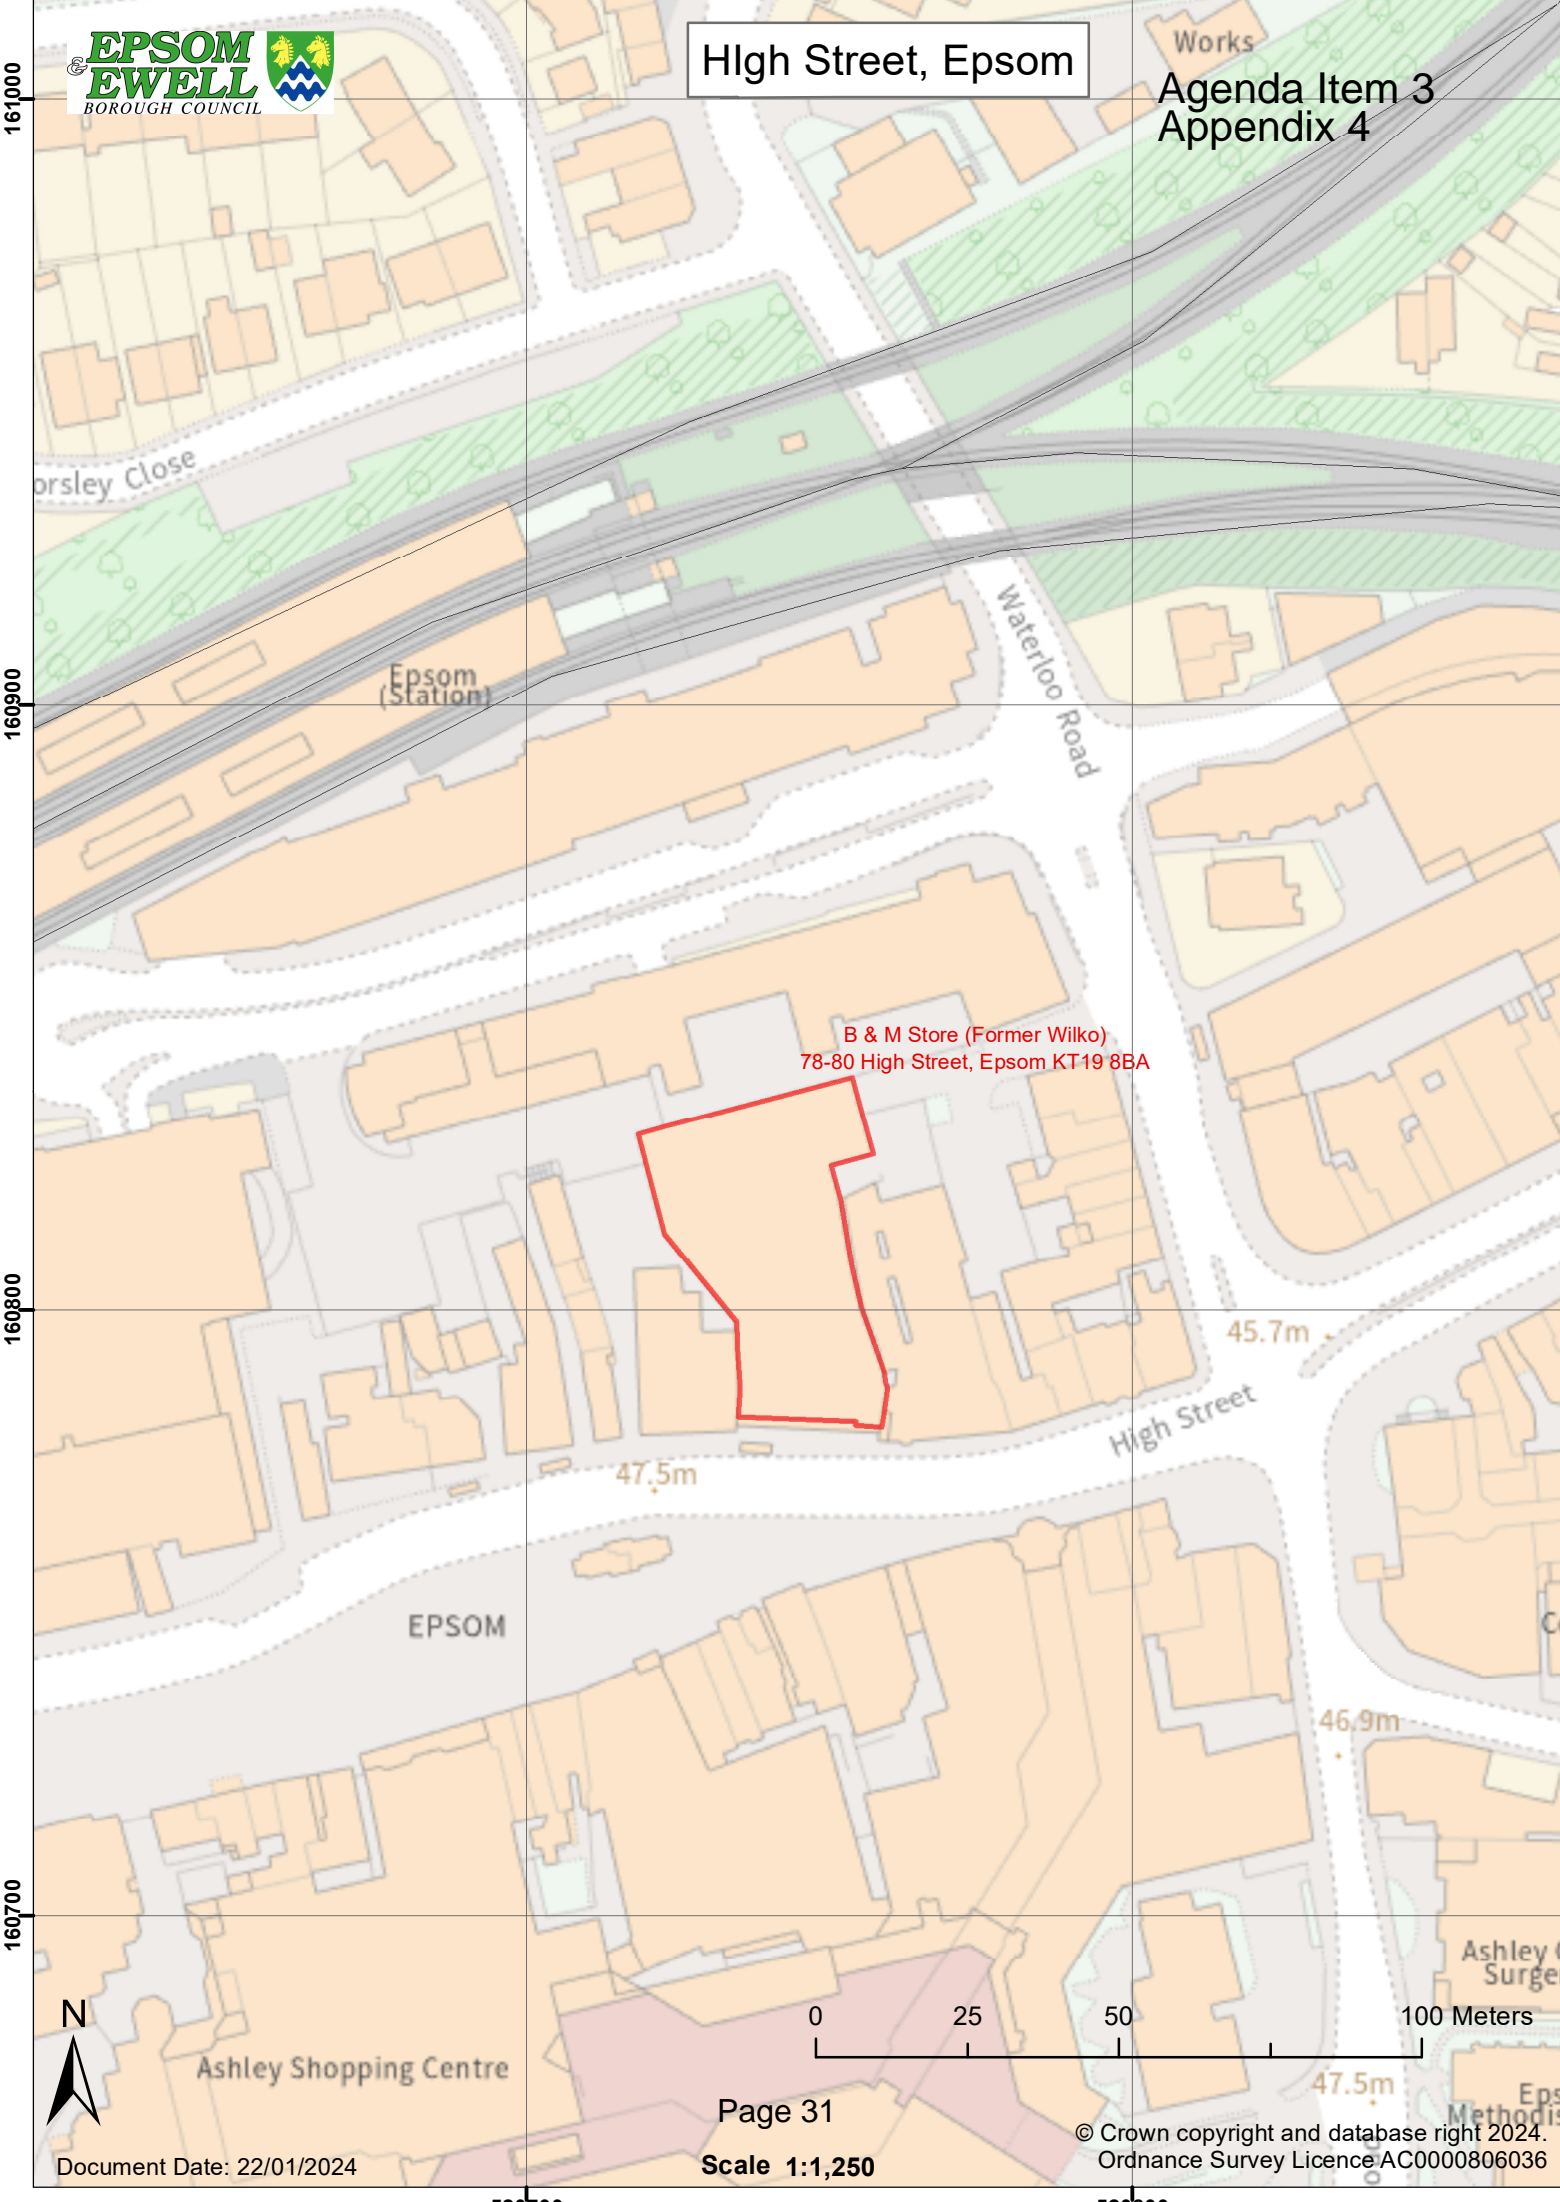 EPSOM
& EWELL
BOROUGH COUNCIL
HIgh Street, Epsom
Agenda Item 3
Appendix 4
Works
161000
orsley Close
Epsom
(Station)
Waterloo Road
160900
B & M Store (Former Wilko)
78-80 High Street, Epsom KT19 8BA
160800
45.7m
High Street
47.5m
EPSOM
46.9m
160700
Ashley
Surge
N
0 25 50 100 Meters
Ashley Shopping Centre
47.5m
Eps
Methodis
Page 31
© Crown copyright and database right 2024.
Ordnance Survey Licence AC0000806036
Document Date: 22/01/2024
Scale 1:1,250